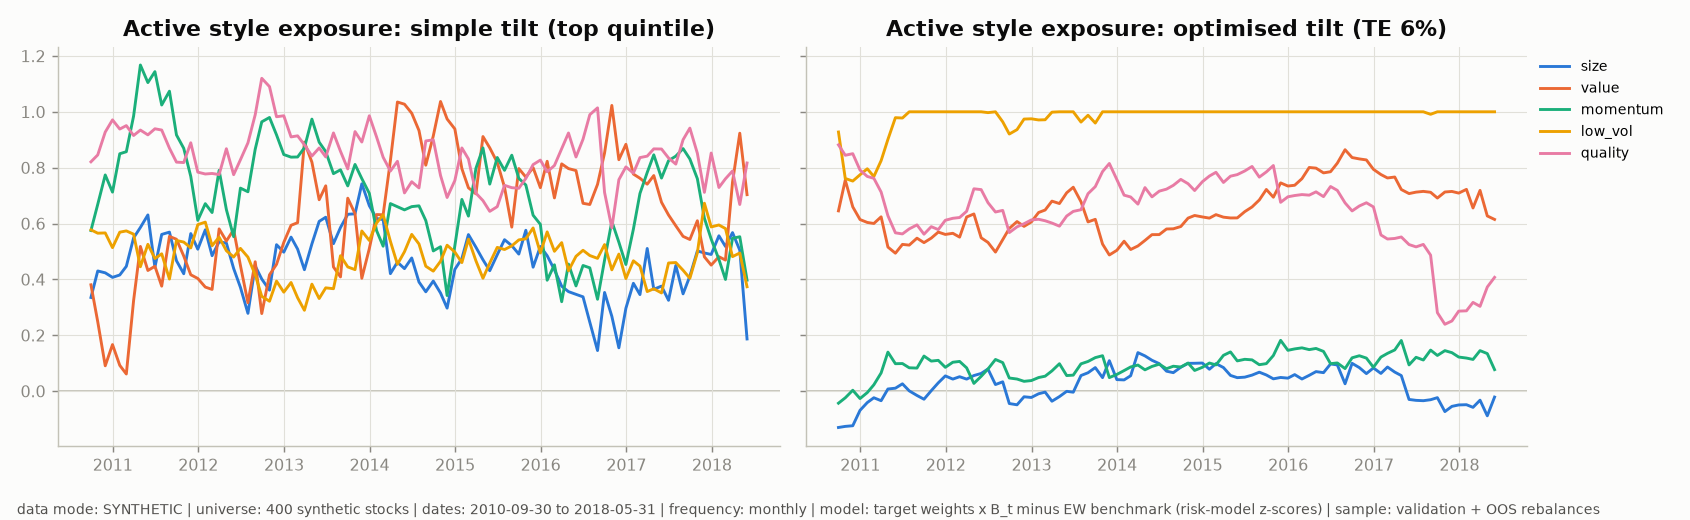 Active style exposure: simple tilt (top quintile)
Active style exposure: optimised tilt (TE 6%)
1.2
1.0
0.8
0.6
0.4
0.2
0.0
2011 2012 2013 2014 2015 2016 2017 2018
2011 2012 2013 2014 2015 2016 2017 2018
size
value
momentum
low_vol
quality
data mode: SYNTHETIC | universe: 400 synthetic stocks | dates: 2010-09-30 to 2018-05-31 | frequency: monthly | model: target weights x B_t minus EW benchmark (risk-model z-scores) | sample: validation + OOS rebalances